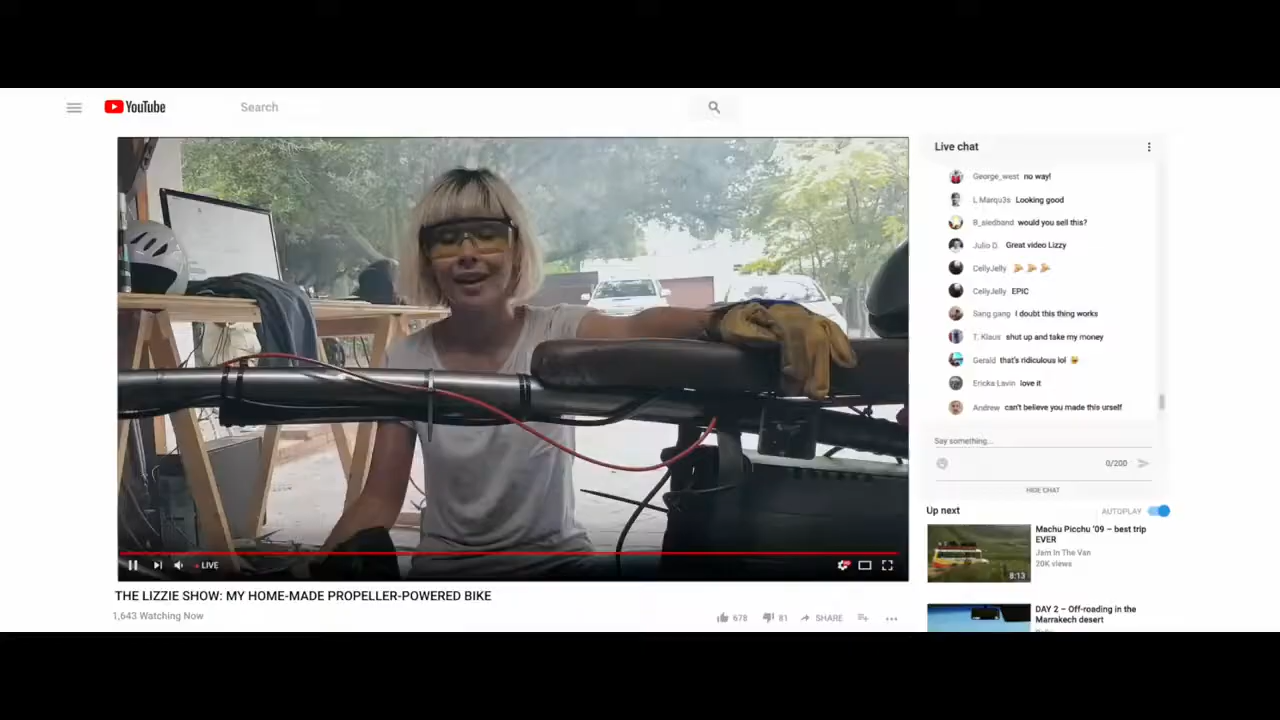 YouTube
Search
Live chat
George_west no way!
L Marqu3s Looking good
B_siedband would you sell this?
Julio D. Great video Lizzy
CellyJelly
CellyJelly EPIC
Sang gang I doubt this thing works
T. Klaus shut up and take my money
Gerald that's ridiculous lol
Ericka Lavin love it
Andrew can't believe you made this urself
Say something...
0/200
HIDE CHAT
LIVE
THE LIZZIE SHOW: MY HOME-MADE PROPELLER-POWERED BIKE
1,643 Watching Now
678
81
SHARE
Up next
AUTOPLAY
Machu Picchu '09 – best trip
EVER
Jam In The Van
20K views
8:13
DAY 2 – Off-roading in the
Marrakech desert